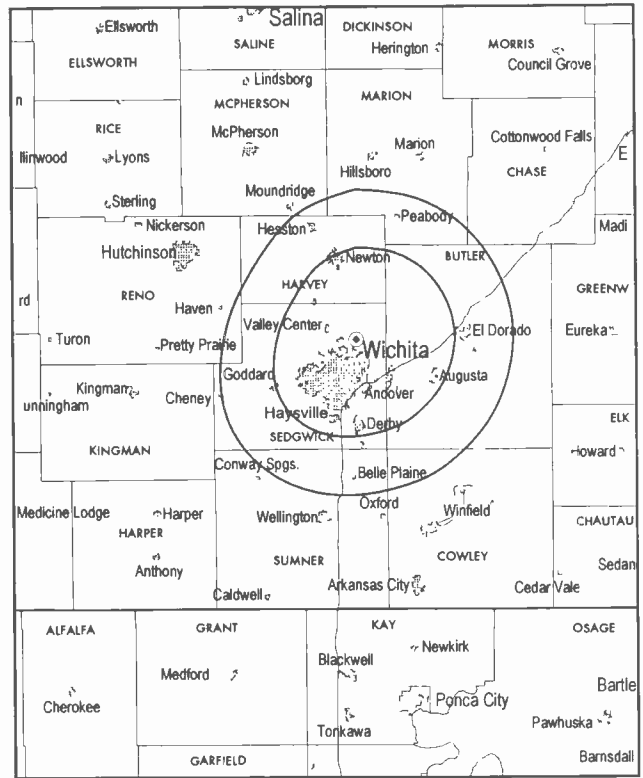 Salina
Ellsworth
DICKINSON
SALINE
Herington
MORRIS
ELLSWORTH
Council Grove
Lindsborg
n
MCPHERSON
MARION
RICE
McPherson
Cottonwood Falls
llinwood
Lyons
Marion
E
Hillsboro
CHASE
Moundridge
Sterling
Peabody
Nickerson
Hesston
Madi
Hutchinson
Newton
BUTLER
HARVEY
GREENW
rd
RENO
Haven
Valley Center
El Dorado
Eureka
Turon
Pretty Prairie
Wichita
Goddard
Augusta
Kingman
Cheney
Andover
unningham
Haysville
Derby
ELK
SEDGWICK
KINGMAN
Howard
Conway Spgs.
Belle Plaine
Medicine Lodge
Harper
Wellington
Oxford
Winfield
CHAUTAU
HARPER
SUMNER
COWLEY
Sedan
Anthony
Caldwell
Arkansas City
Cedar Vale
ALFALFA
GRANT
KAY
OSAGE
Newkirk
Blackwell
Medford
Bartle
Cherokee
Ponca City
Tonkawa
Pawhuska
GARFIELD
Barnsdall